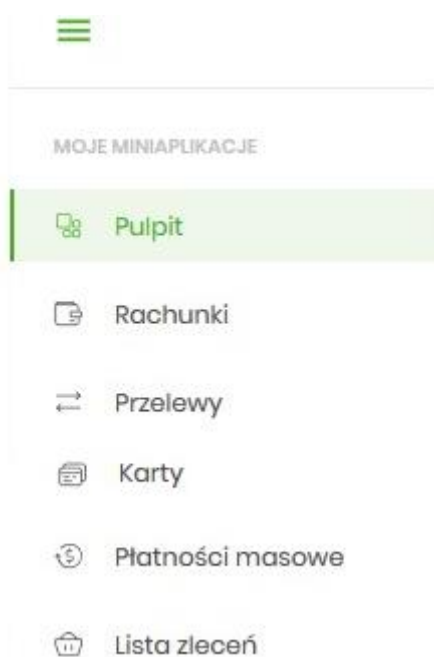 MOJE MINIAPLIKACJE
Pulpit
Rachunki
Przelewy
Karty
Płatności masowe
Lista zleceń